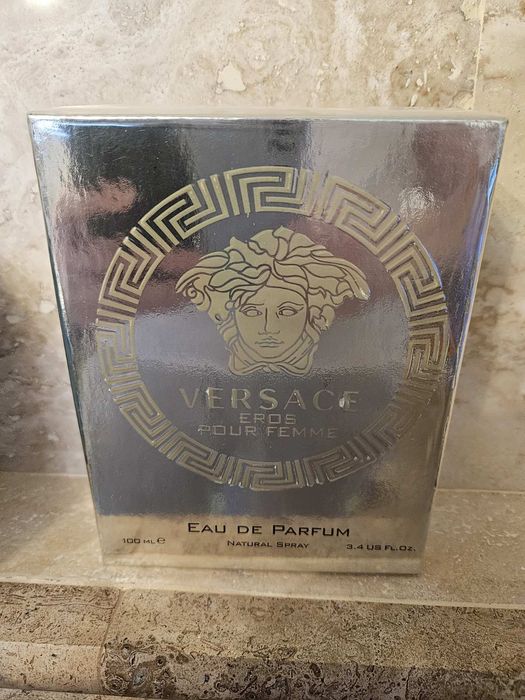 VERSACE
EROS
POUR FEMME
EAU DE PARFUM
100 ML e NATURAL SPRAY 3.4 US FL.OZ.